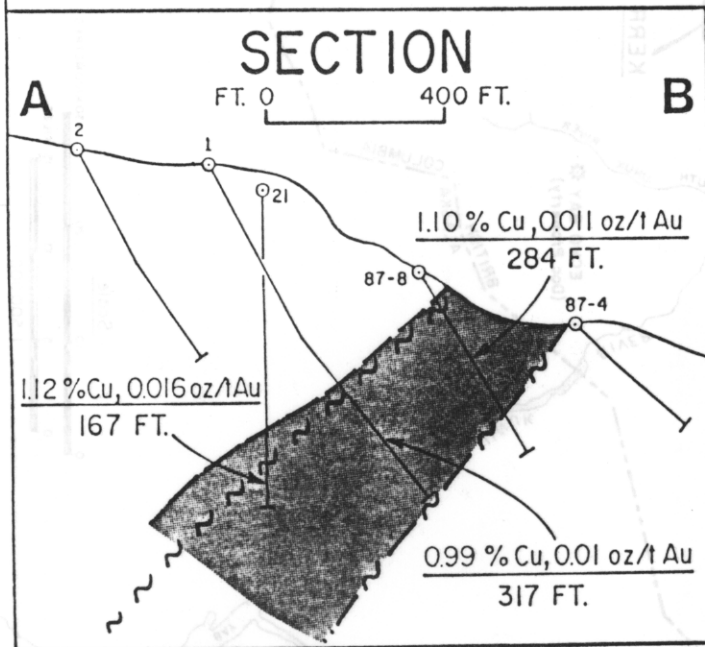 SECTION
A
FT. 0 400 FT.
B
2
1
21
1.10 % Cu, 0.011 oz/t Au
284 FT.
87-8
87-4
1.12 %Cu, 0.016 oz/t Au
167 FT.
0.99 % Cu, 0.01 oz/t Au
317 FT.